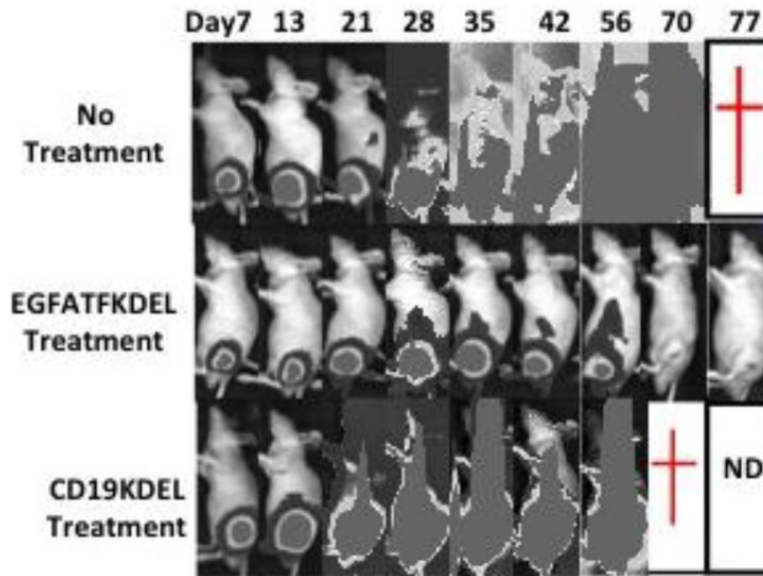 Day7 13 21 28 35 42 56 70 77
No
Treatment
EGFATFKDEL
Treatment
CD19KDEL
Treatment
ND